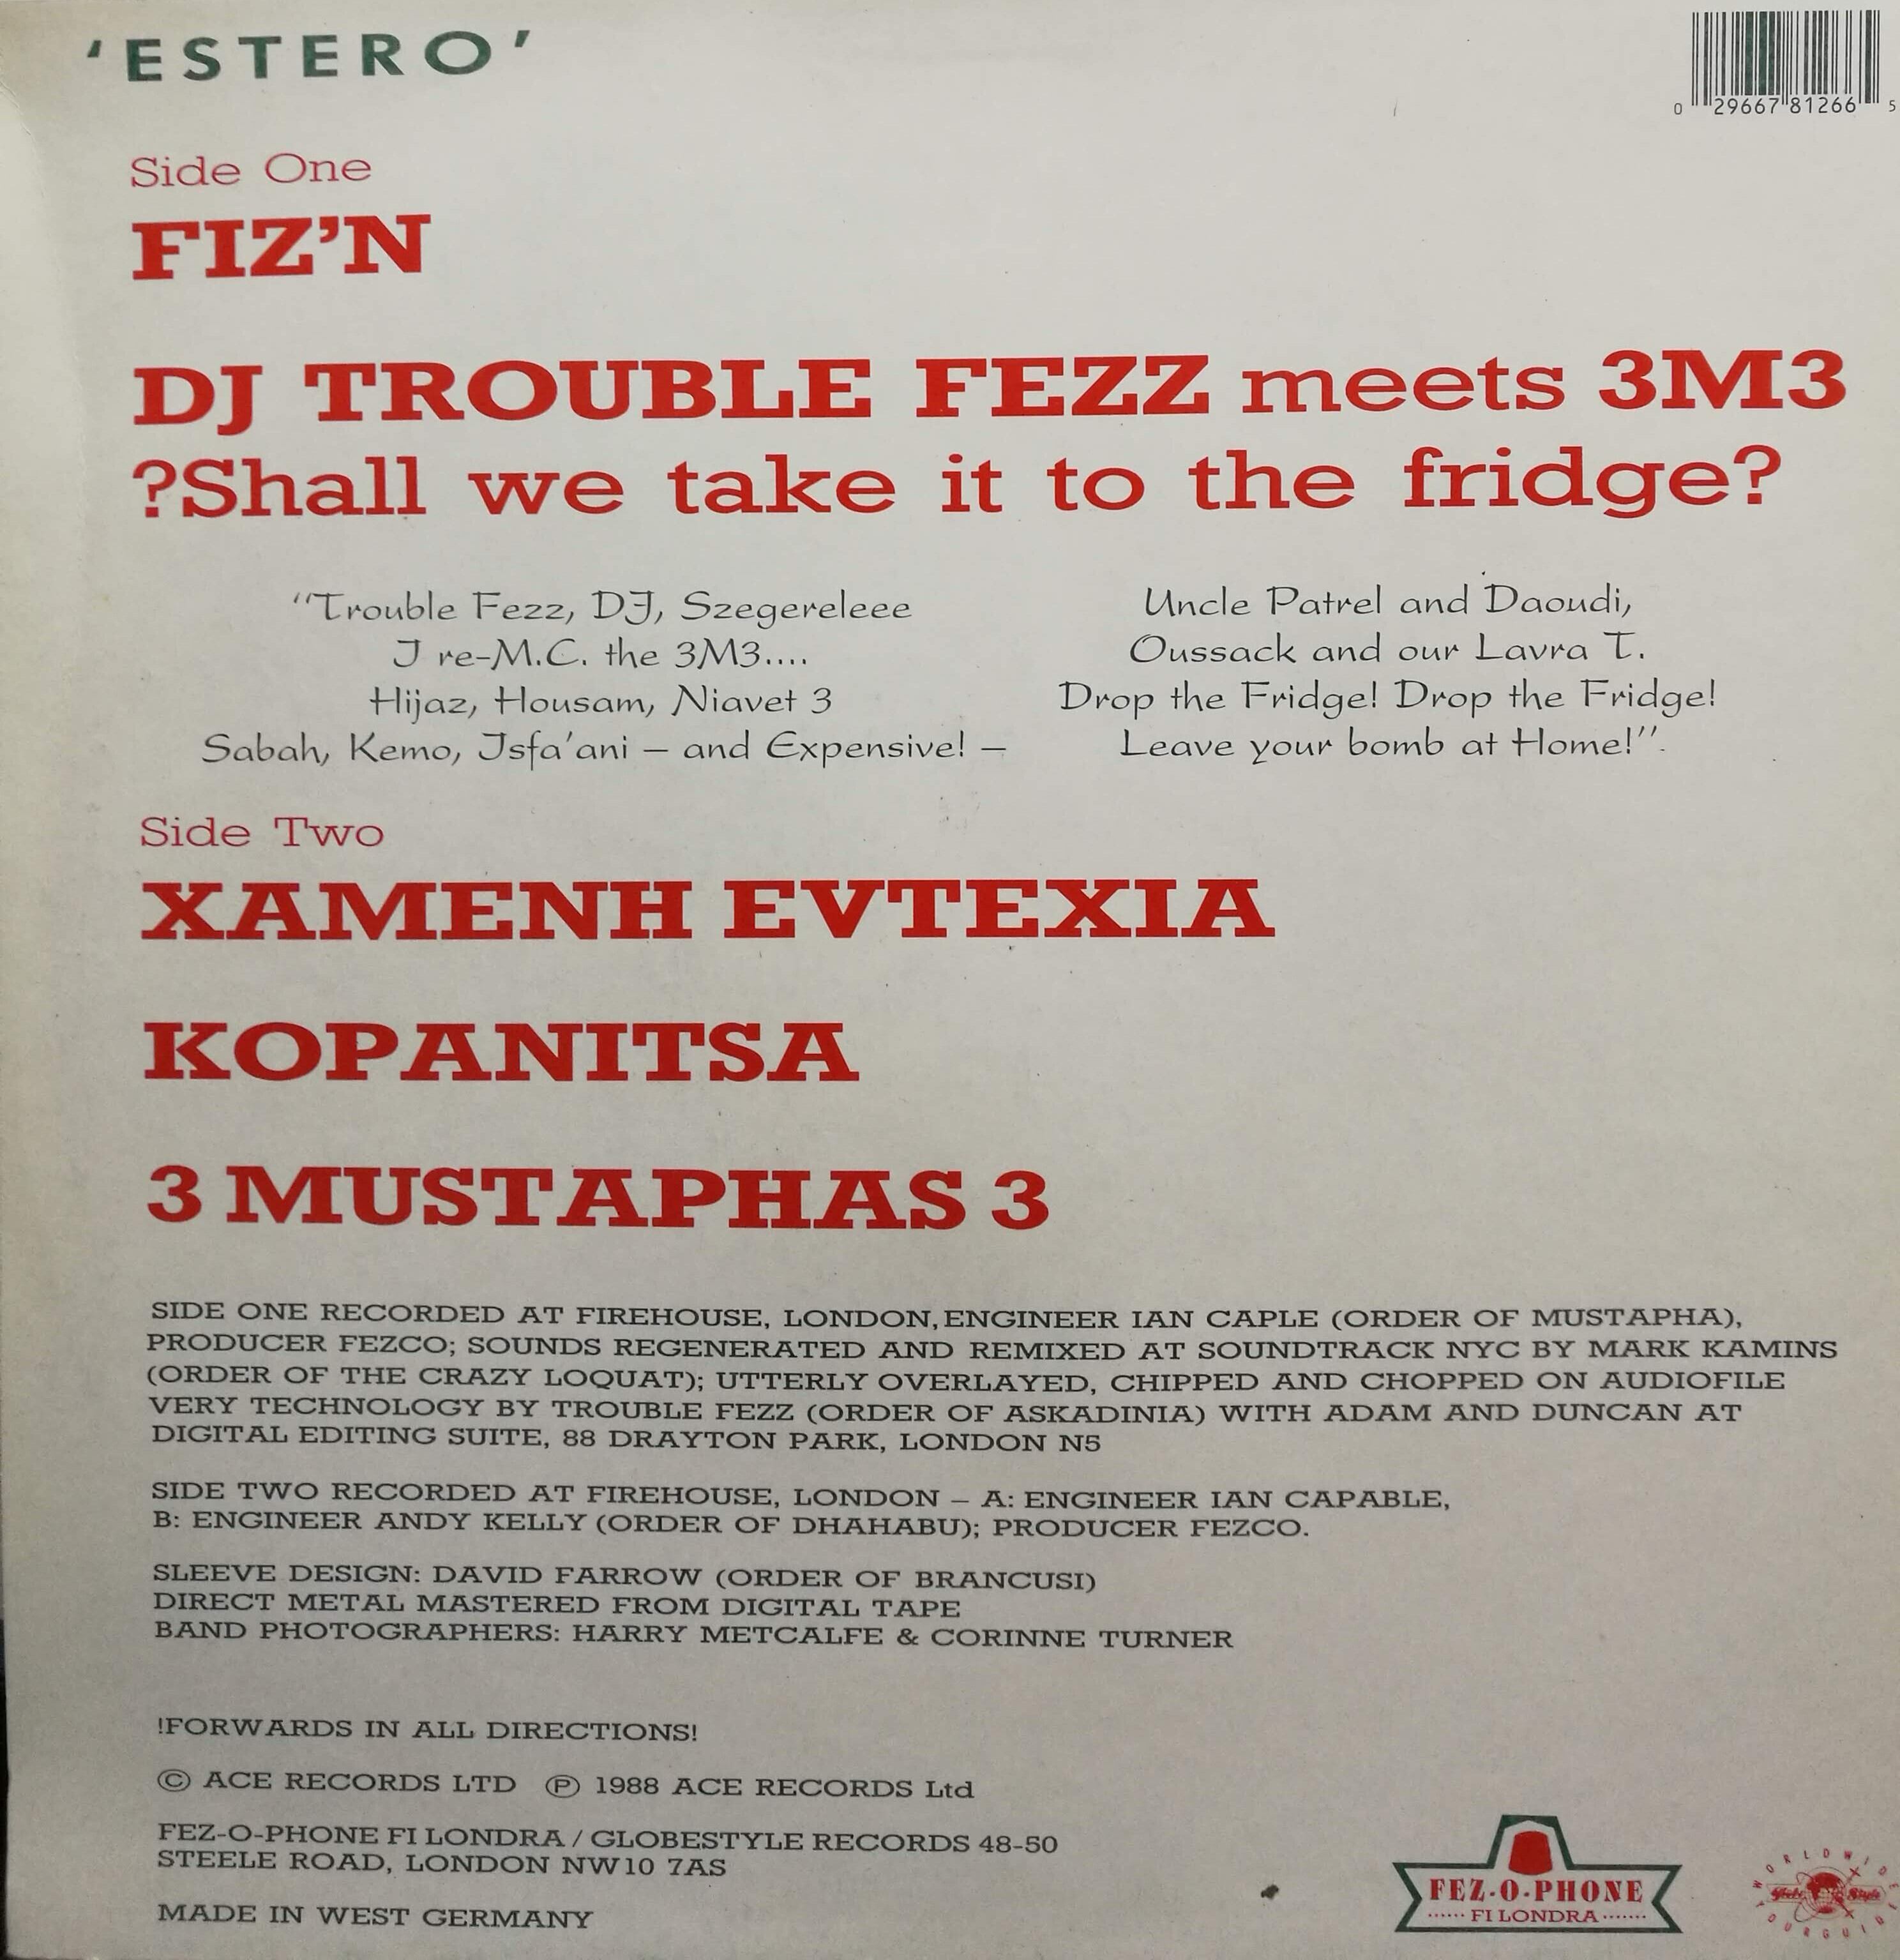 'ESTERO'
0 29667 81266 5
Side One
FIZ'N
DJ TROUBLE FEZZ meets 3M3
?Shall we take it to the fridge?
"Trouble Fezz, DJ, Szegereleee
I re-M.C. the 3M3....
Hijaz, Housam, Niavet 3
Sabah, Kemo, Isfa'ani – and Expensive! –
Uncle Patrel and Daoudi,
Oussack and our Lavra T.
Drop the Fridge! Drop the Fridge!
Leave your bomb at Home!".
Side Two
XAMENH EVTEXIA
KOPANITSA
3 MUSTAPHAS 3
SIDE ONE RECORDED AT FIREHOUSE, LONDON, ENGINEER IAN CAPLE (ORDER OF MUSTAPHA),
PRODUCER FEZCO; SOUNDS REGENERATED AND REMIXED AT SOUNDTRACK NYC BY MARK KAMINS
(ORDER OF THE CRAZY LOQUAT); UTTERLY OVERLAYED, CHIPPED AND CHOPPED ON AUDIOFILE
VERY TECHNOLOGY BY TROUBLE FEZZ (ORDER OF ASKADINIA) WITH ADAM AND DUNCAN AT
DIGITAL EDITING SUITE, 88 DRAYTON PARK, LONDON N5
SIDE TWO RECORDED AT FIREHOUSE, LONDON – A: ENGINEER IAN CAPABLE,
B: ENGINEER ANDY KELLY (ORDER OF DHAHABU); PRODUCER FEZCO.
SLEEVE DESIGN: DAVID FARROW (ORDER OF BRANCUSI)
DIRECT METAL MASTERED FROM DIGITAL TAPE
BAND PHOTOGRAPHERS: HARRY METCALFE & CORINNE TURNER
!FORWARDS IN ALL DIRECTIONS!
© ACE RECORDS LTD ℗ 1988 ACE RECORDS Ltd
FEZ-O-PHONE FI LONDRA / GLOBESTYLE RECORDS 48-50
STEELE ROAD, LONDON NW10 7AS
MADE IN WEST GERMANY
FEZ·O·PHONE
······ FI LONDRA ·······
WORLDWIDE
Globe Style
YOUR GUIDE